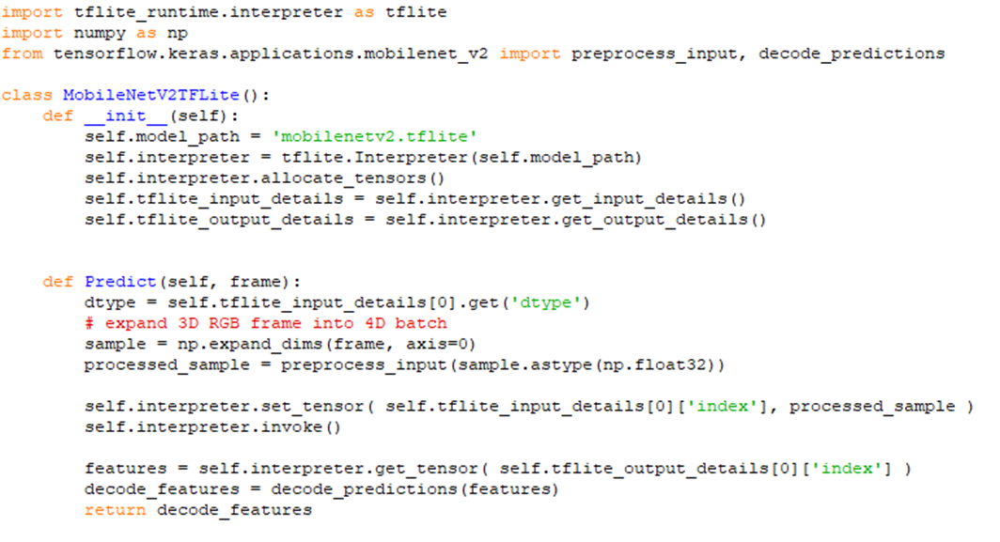 import tflite_runtime.interpreter as tflite
import numpy as np
from tensorflow.keras.applications.mobilenet_v2 import preprocess_input, decode_predictions

class MobileNetV2TFLite():
    def __init__(self):
        self.model_path = 'mobilenetv2.tflite'
        self.interpreter = tflite.Interpreter(self.model_path)
        self.interpreter.allocate_tensors()
        self.tflite_input_details = self.interpreter.get_input_details()
        self.tflite_output_details = self.interpreter.get_output_details()


    def Predict(self, frame):
        dtype = self.tflite_input_details[0].get('dtype')
        # expand 3D RGB frame into 4D batch
        sample = np.expand_dims(frame, axis=0)
        processed_sample = preprocess_input(sample.astype(np.float32))

        self.interpreter.set_tensor( self.tflite_input_details[0]['index'], processed_sample )
        self.interpreter.invoke()

        features = self.interpreter.get_tensor( self.tflite_output_details[0]['index'] )
        decode_features = decode_predictions(features)
        return decode_features